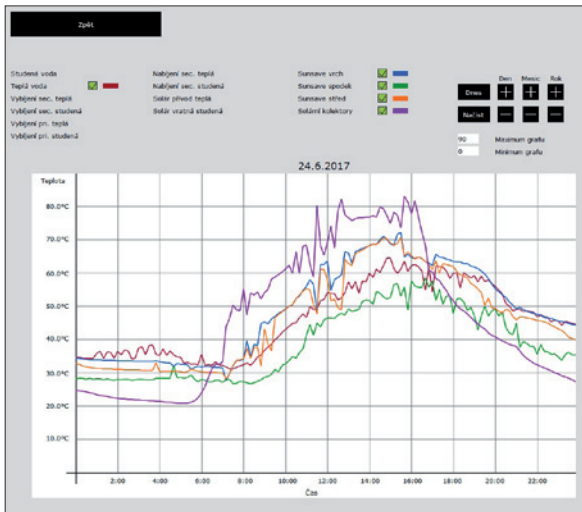 Zpět
Studená voda
Teplá voda
Vybíjení sec. teplá
Vybíjení sec. studená
Vybíjení pri. teplá
Vybíjení pri. studená
Nabíjení sec. teplá
Nabíjení sec. studená
Solár přívod teplá
Solár vratná studená
Sunsave vrch
Sunsave spodek
Sunsave střed
Solární kolektory
Den Mesic Rok
Dnes + + +
Načíst − − −
90 Maximum grafu
0 Minimum grafu
24.6.2017
Teplota
80.0°C
70.0°C
60.0°C
50.0°C
40.0°C
30.0°C
20.0°C
10.0°C
2:00 4:00 6:00 8:00 10:00 12:00 14:00 16:00 18:00 20:00 22:00
Čas